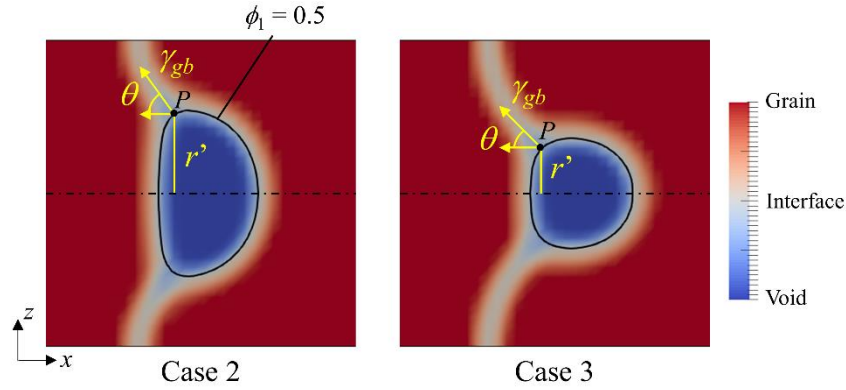 ϕ₁ = 0.5
γgb
θ
P
r'
γgb
θ
P
r'
Grain
Interface
Void
z
x
Case 2
Case 3